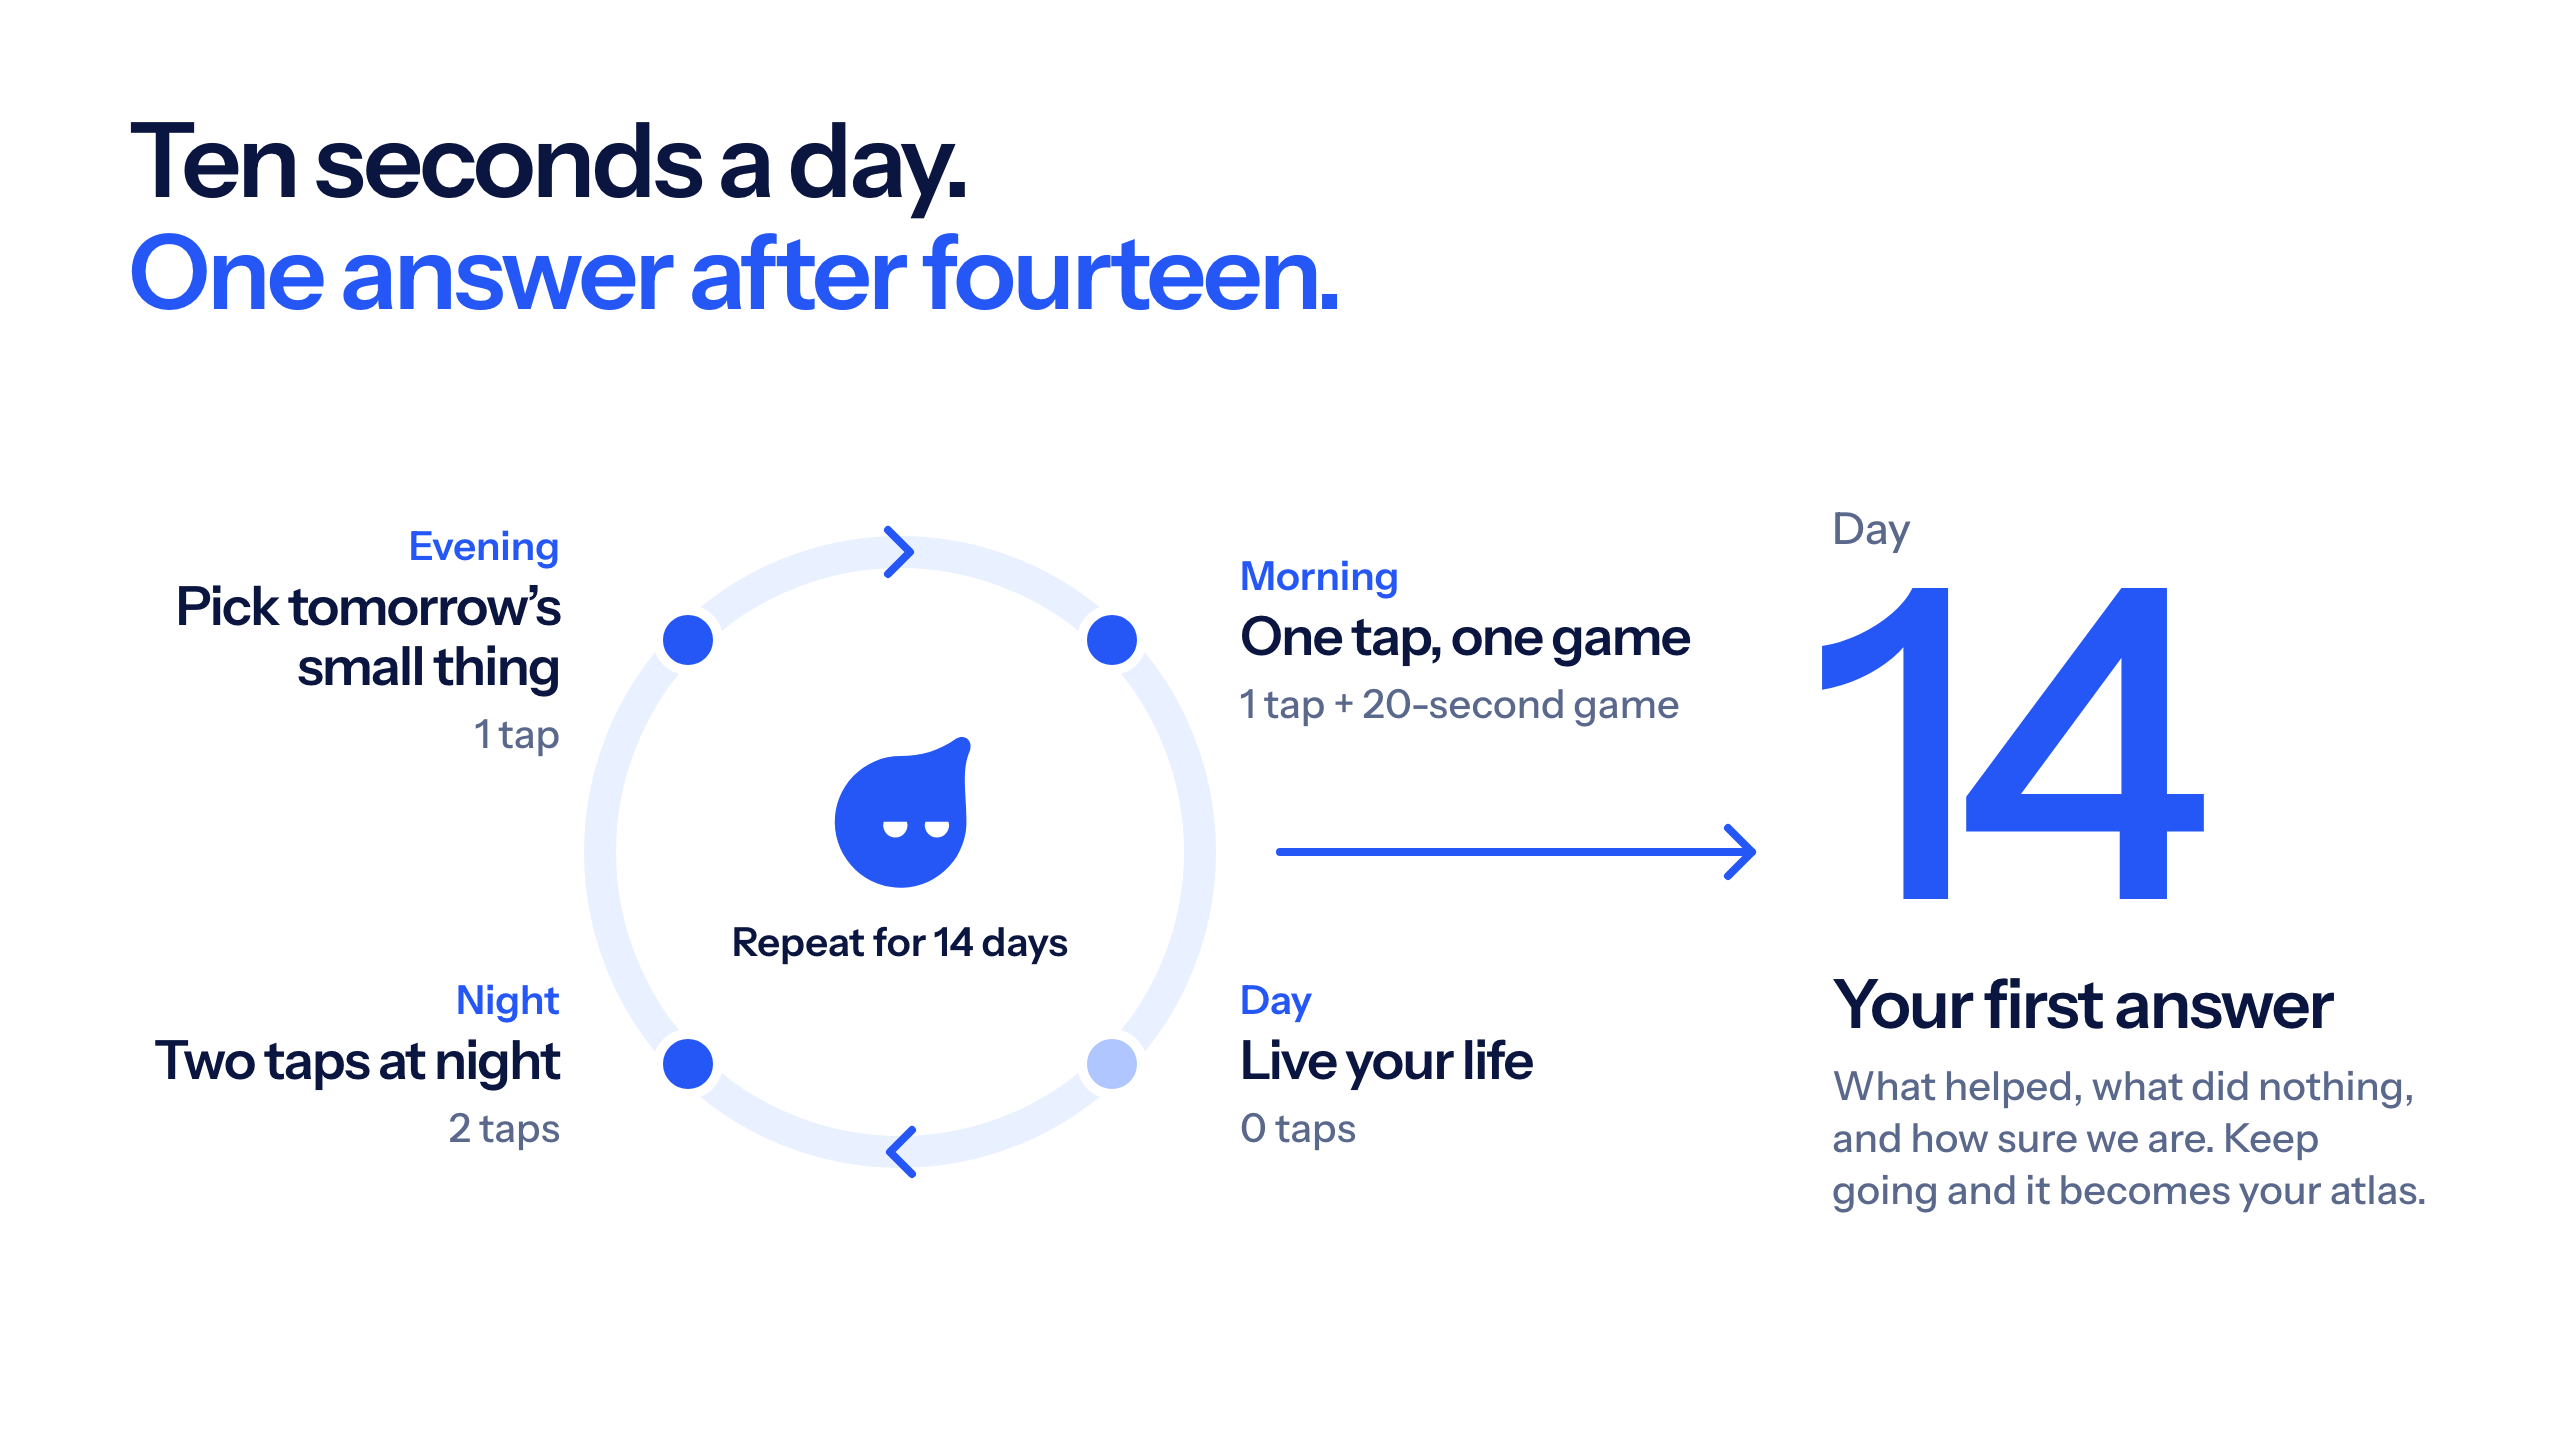 Ten seconds a day.
One answer after fourteen.
Evening
Pick tomorrow’s
small thing
1 tap
Morning
One tap, one game
1 tap + 20-second game
Repeat for 14 days
Night
Two taps at night
2 taps
Day
Live your life
0 taps
Day
14
Your first answer
What helped, what did nothing,
and how sure we are. Keep
going and it becomes your atlas.